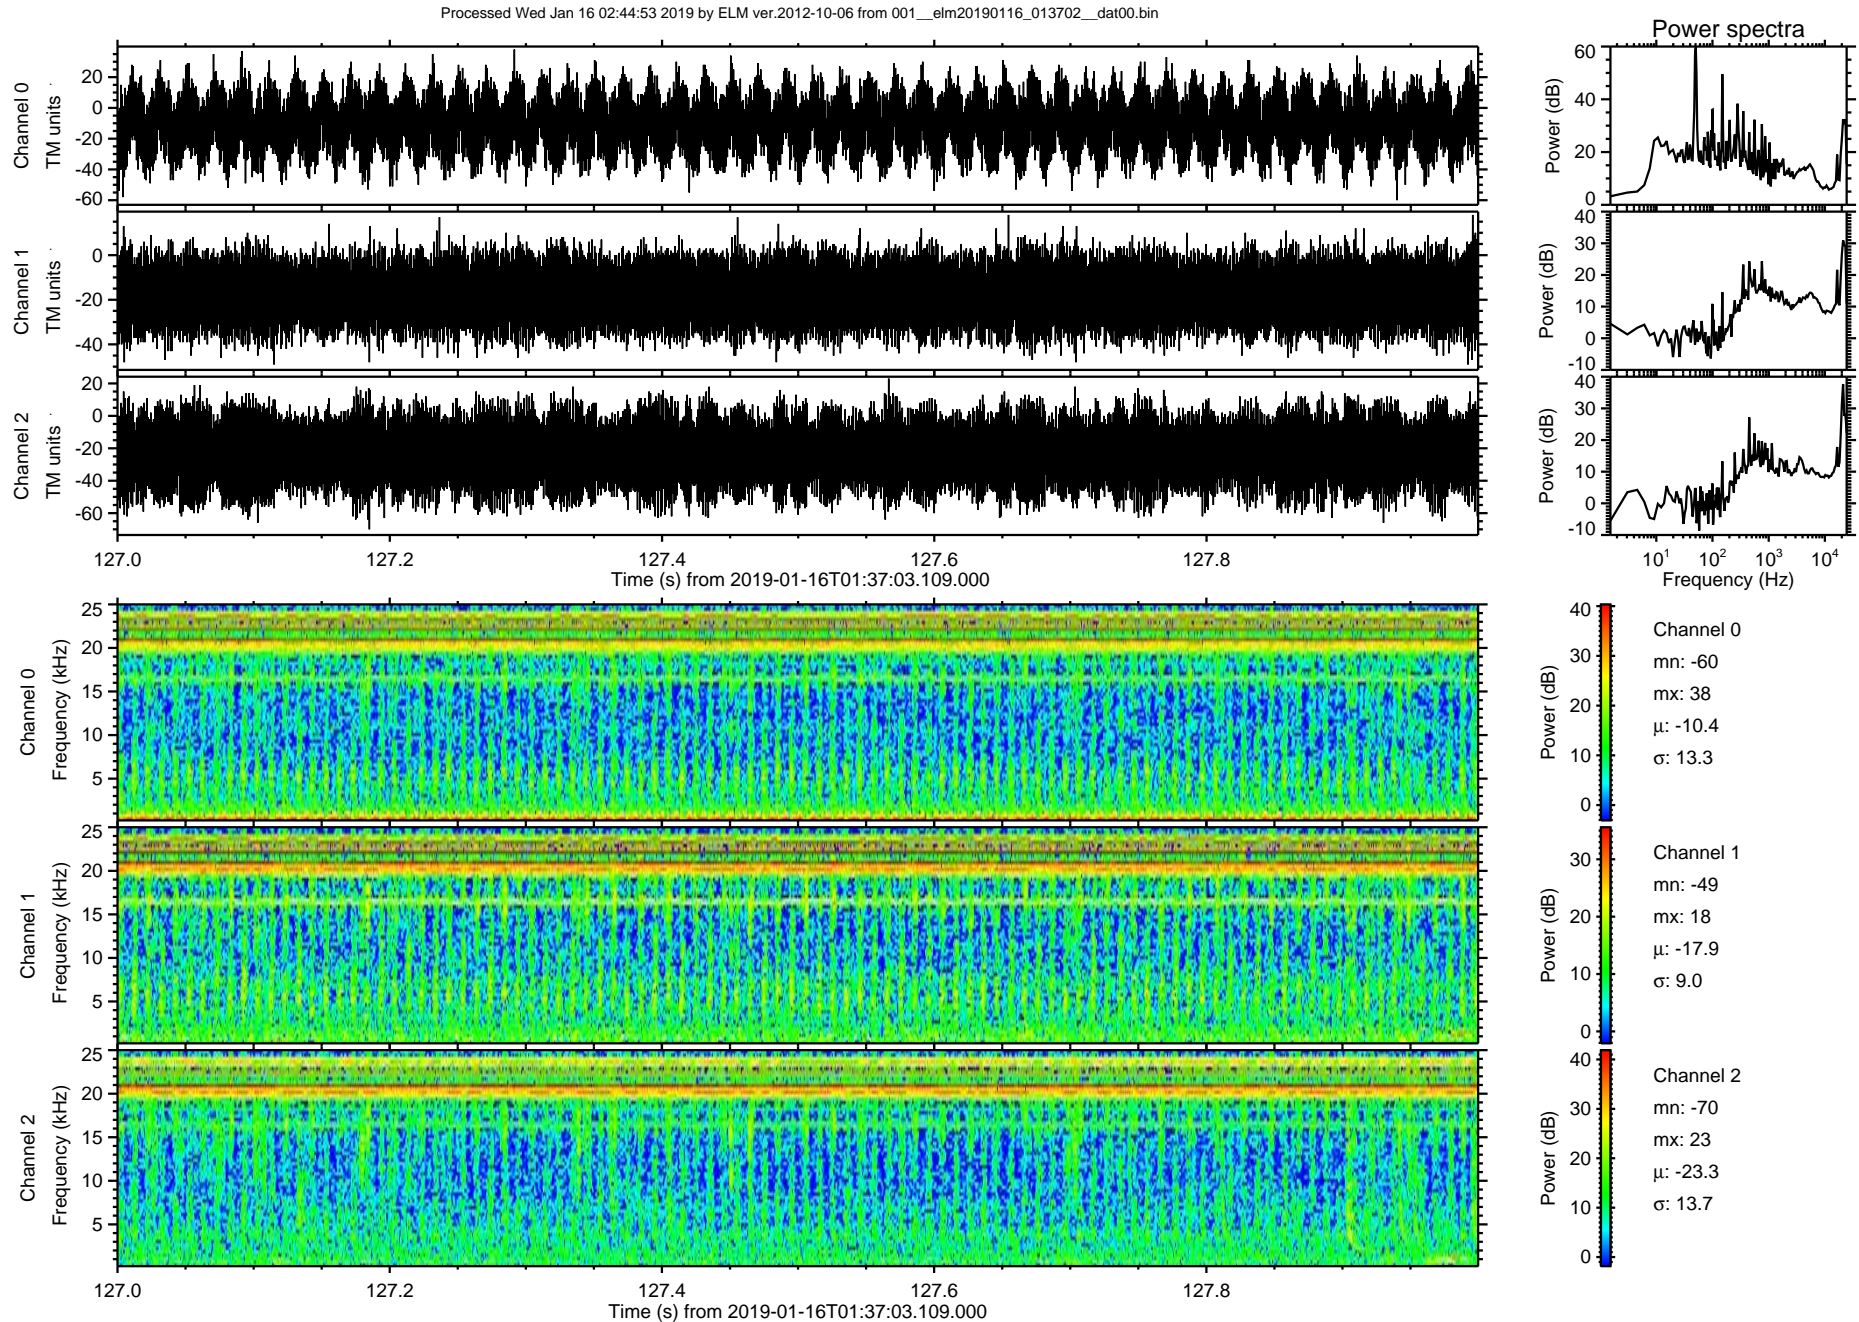 Processed Wed Jan 16 02:44:53 2019 by ELM ver.2012-10-06 from 001__elm20190116_013702__dat00.bin
Power spectra
Channel 0
TM units
20
0
-20
-40
-60
Power (dB)
60
40
20
0
Channel 1
TM units
0
-20
-40
Power (dB)
40
30
20
10
0
-10
Channel 2
TM units
20
0
-20
-40
-60
Power (dB)
40
30
20
10
0
-10
127.0 127.2 127.4 127.6 127.8
Time (s) from 2019-01-16T01:37:03.109.000
10¹ 10² 10³ 10⁴
Frequency (Hz)
Channel 0
Frequency (kHz)
25
20
15
10
5
Power (dB)
40
30
20
10
0
Channel 0
mn: -60
mx: 38
μ: -10.4
σ: 13.3
Channel 1
Frequency (kHz)
25
20
15
10
5
Power (dB)
30
20
10
0
Channel 1
mn: -49
mx: 18
μ: -17.9
σ: 9.0
Channel 2
Frequency (kHz)
25
20
15
10
5
Power (dB)
40
30
20
10
0
Channel 2
mn: -70
mx: 23
μ: -23.3
σ: 13.7
127.0 127.2 127.4 127.6 127.8
Time (s) from 2019-01-16T01:37:03.109.000